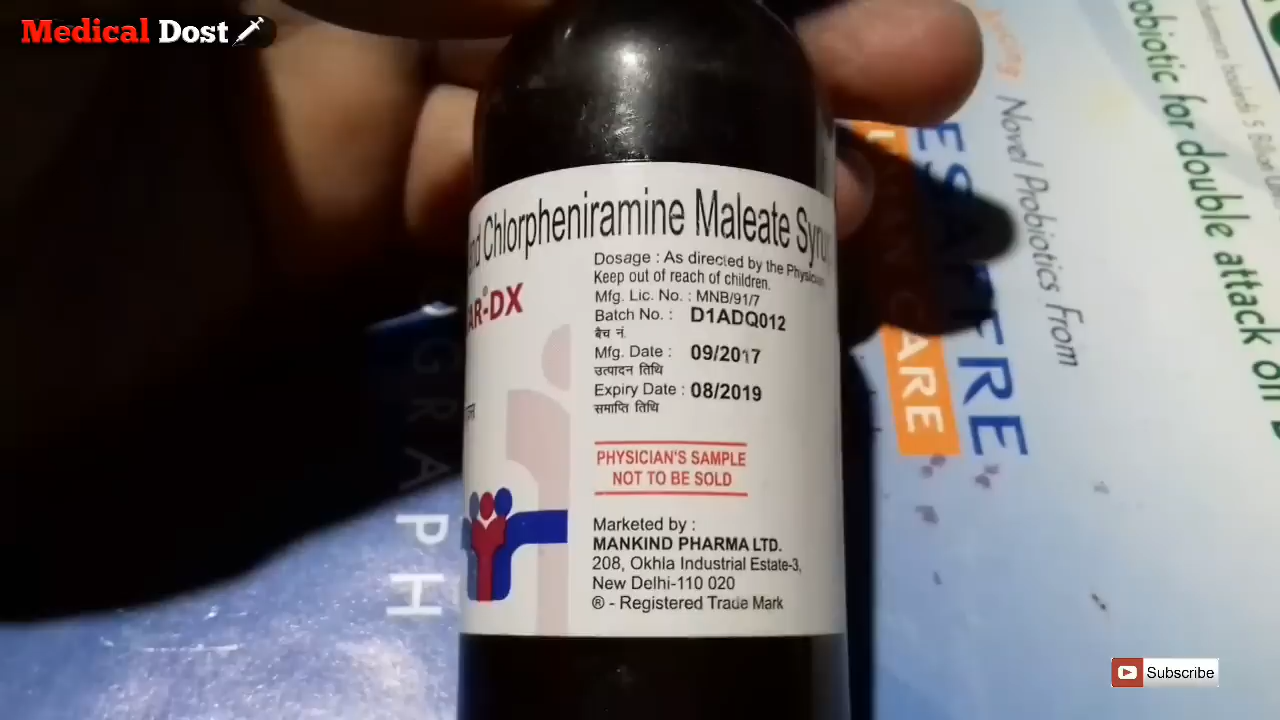 Medical Dost
Chlorpheniramine Maleate
AR-DX
Dosage : As directed by the
Keep out of reach of children.
Mfg. Lic. No. : MNB/91/7
Batch No. : D1ADQ012
बैच नं.
Mfg. Date : 09/2017
उत्पादन तिथि
Expiry Date : 08/2019
समाप्ति तिथि
PHYSICIAN'S SAMPLE
NOT TO BE SOLD
Marketed by :
MANKIND PHARMA LTD.
208, Okhla Industrial Estate-3,
New Delhi-110 020
® - Registered Trade Mark
GRAPH
Novel Probiotics From
obiotic for double attack on
CARE
Subscribe